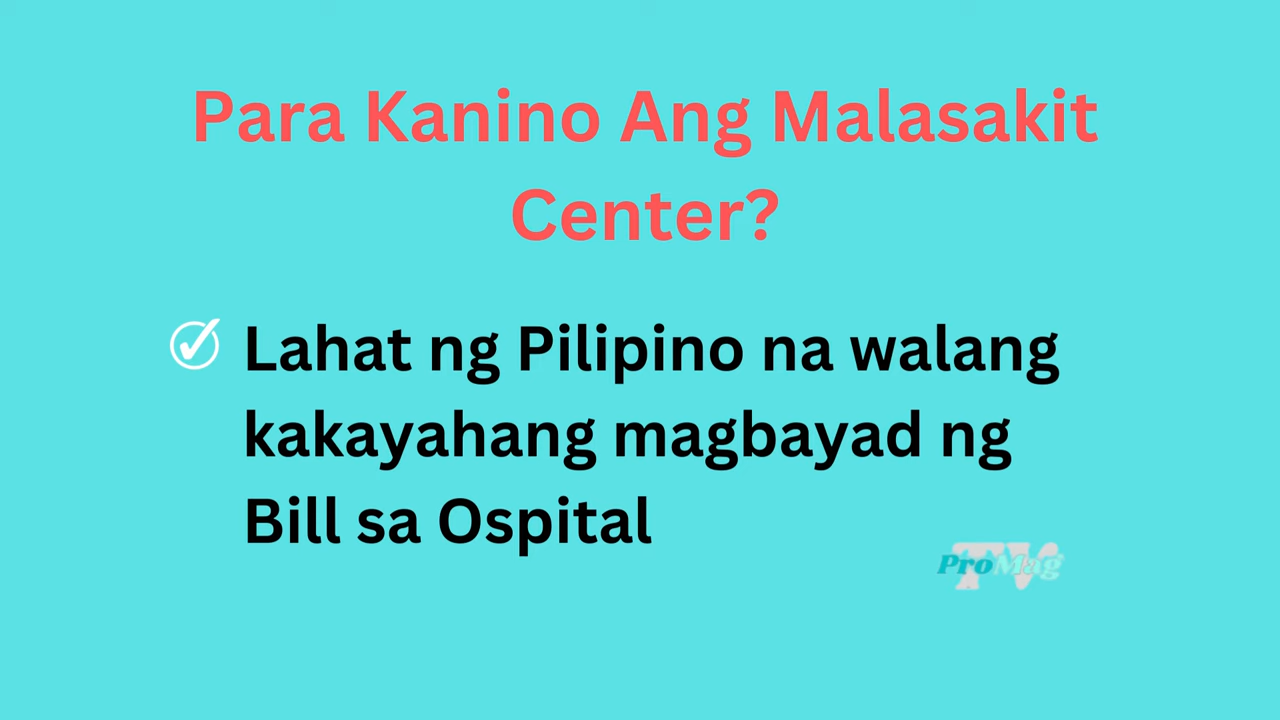 Para Kanino Ang Malasakit
Center?
Lahat ng Pilipino na walang
kakayahang magbayad ng
Bill sa Ospital
ProMag
TV